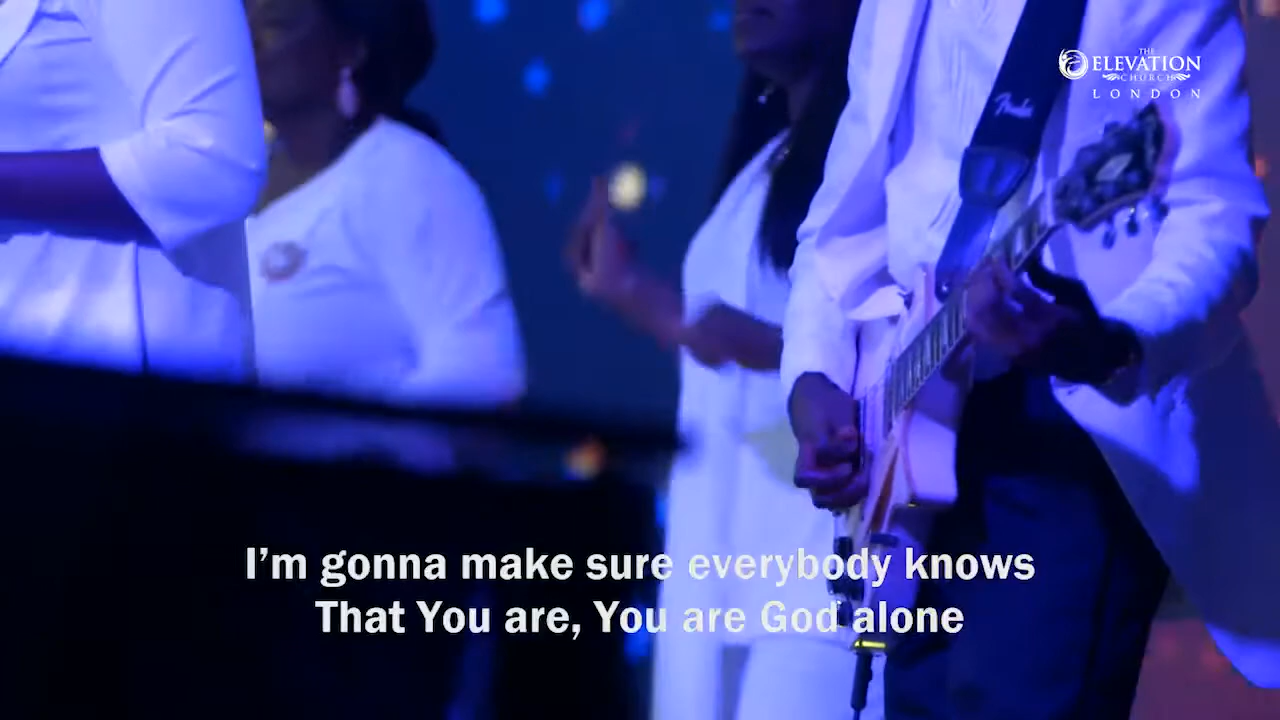 THE
ELEVATION
CHURCH
LONDON
Fender
I'm gonna make sure everybody knows
That You are, You are God alone